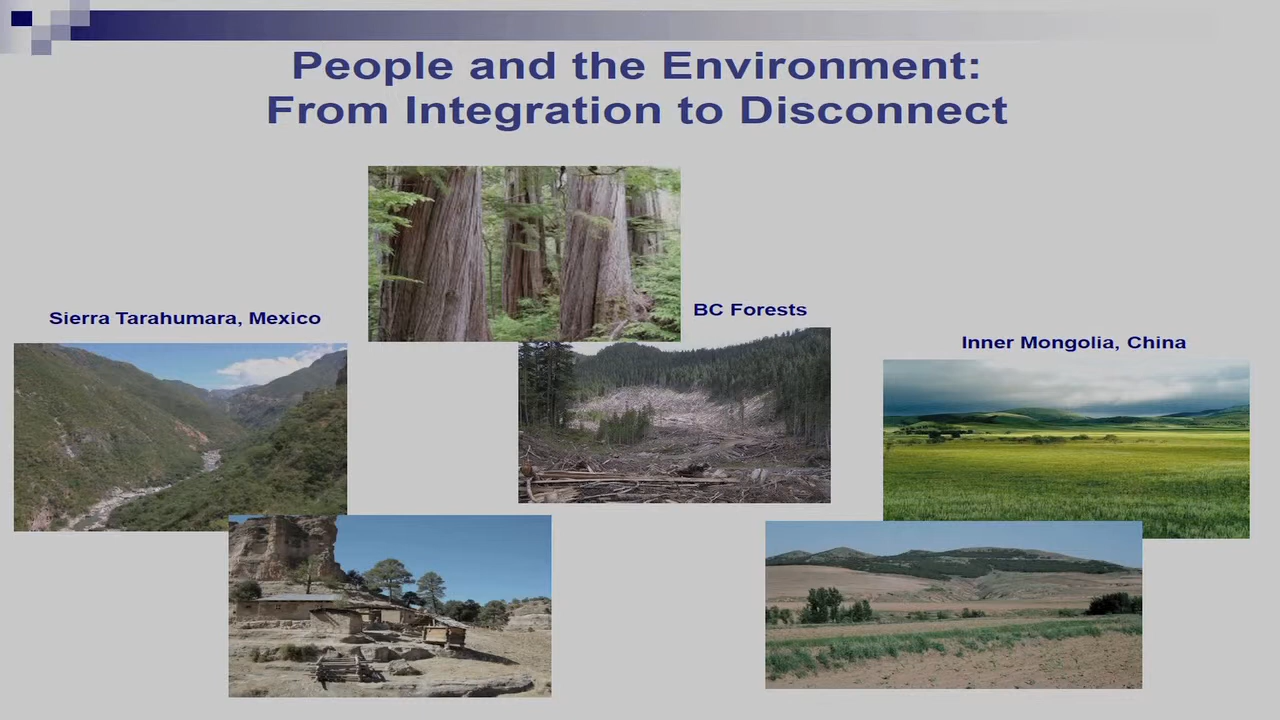 People and the Environment:
From Integration to Disconnect
BC Forests
Sierra Tarahumara, Mexico
Inner Mongolia, China